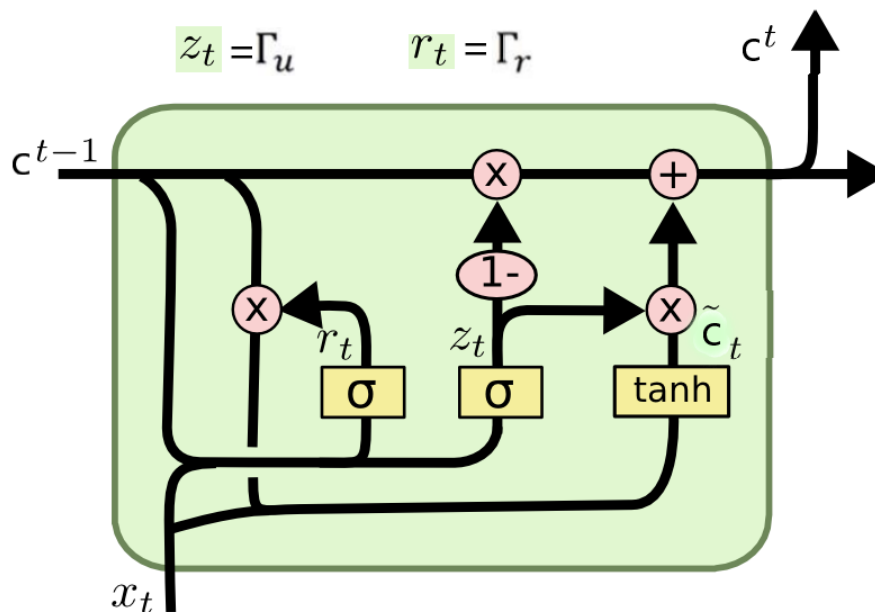 z_t = Γ_u r_t = Γ_r
c^t
c^{t-1}
x +
1-
x x
r_t z_t c̃_t
σ σ tanh
x_t